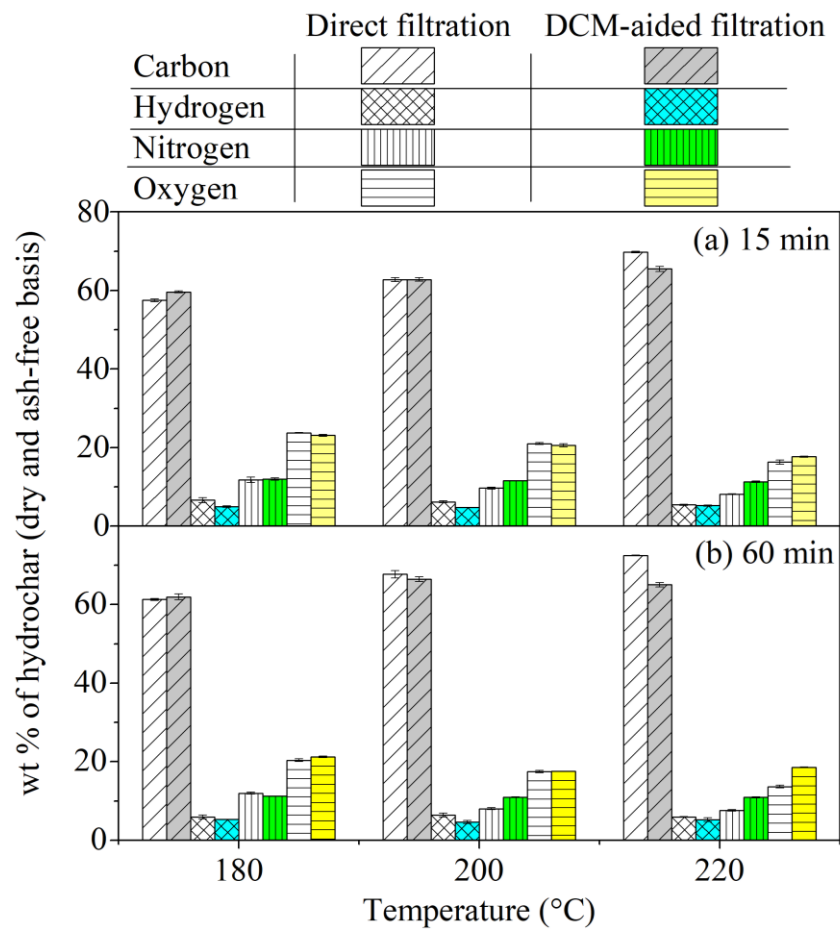 Direct filtration DCM-aided filtration
Carbon
Hydrogen
Nitrogen
Oxygen
wt % of hydrochar (dry and ash-free basis)
80
(a) 15 min
60
40
20
0
(b) 60 min
60
40
20
0
180 200 220
Temperature (°C)